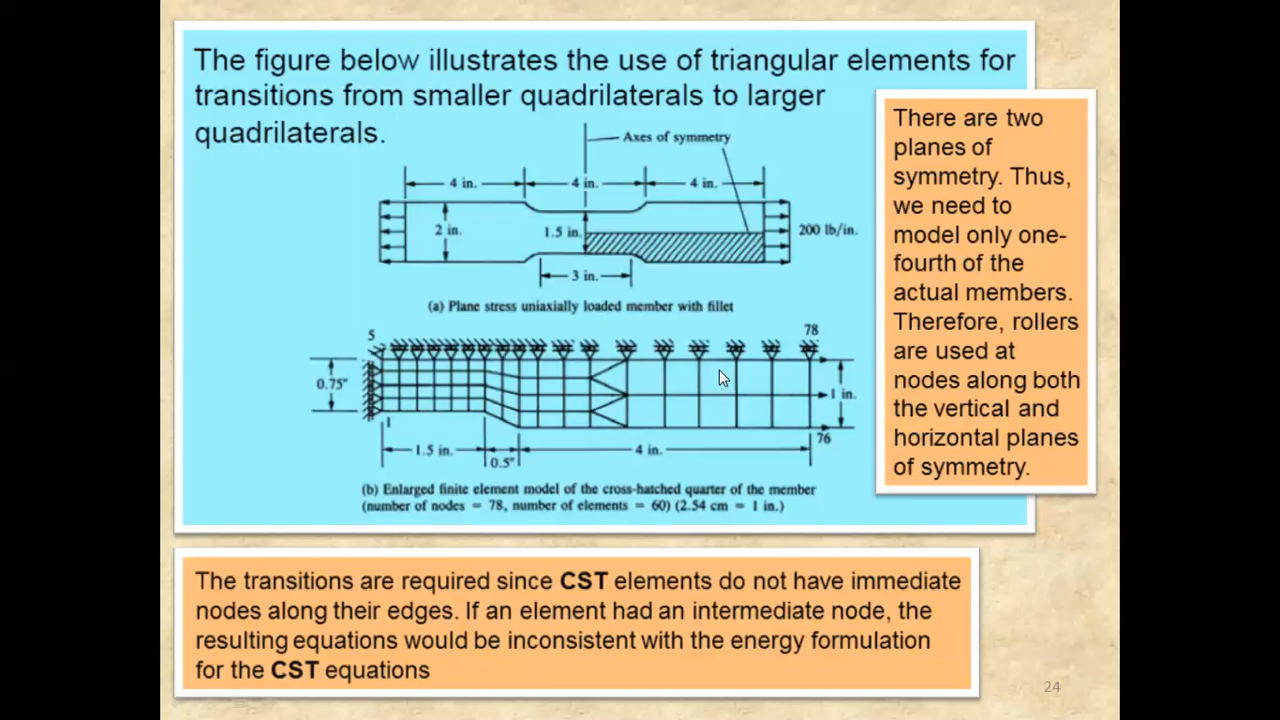 The figure below illustrates the use of triangular elements for
transitions from smaller quadrilaterals to larger
quadrilaterals.
Axes of symmetry
4 in.
4 in.
4 in.
2 in.
1.5 in.
200 lb/in.
3 in.
(a) Plane stress uniaxially loaded member with fillet
5
78
0.75"
1 in.
1
76
1.5 in.
0.5"
4 in.
(b) Enlarged finite element model of the cross-hatched quarter of the member
(number of nodes = 78, number of elements = 60) (2.54 cm = 1 in.)
There are two
planes of
symmetry. Thus,
we need to
model only one-
fourth of the
actual members.
Therefore, rollers
are used at
nodes along both
the vertical and
horizontal planes
of symmetry.
The transitions are required since CST elements do not have immediate
nodes along their edges. If an element had an intermediate node, the
resulting equations would be inconsistent with the energy formulation
for the CST equations
24